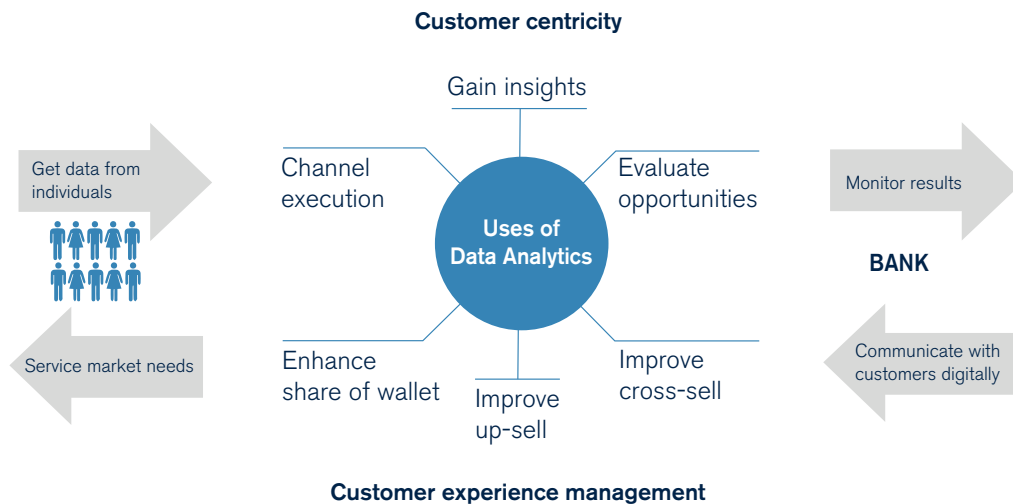 Customer centricity
Gain insights
Get data from
individuals
Channel
execution
Evaluate
opportunities
Monitor results
Uses of
Data Analytics
BANK
Service market needs
Enhance
share of wallet
Improve
up-sell
Improve
cross-sell
Communicate with
customers digitally
Customer experience management